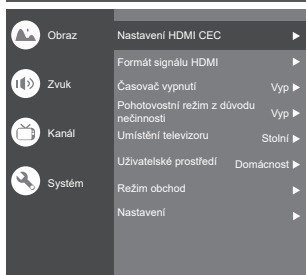 Obraz
Zvuk
Kanál
Systém
Nastavení HDMI CEC
Formát signálu HDMI
Časovač vypnutí Vyp
Pohotovostní režim z důvodu
nečinnosti Vyp
Umístění televizoru Stolní
Uživatelské prostředí Domácnost
Režim obchod
Nastavení